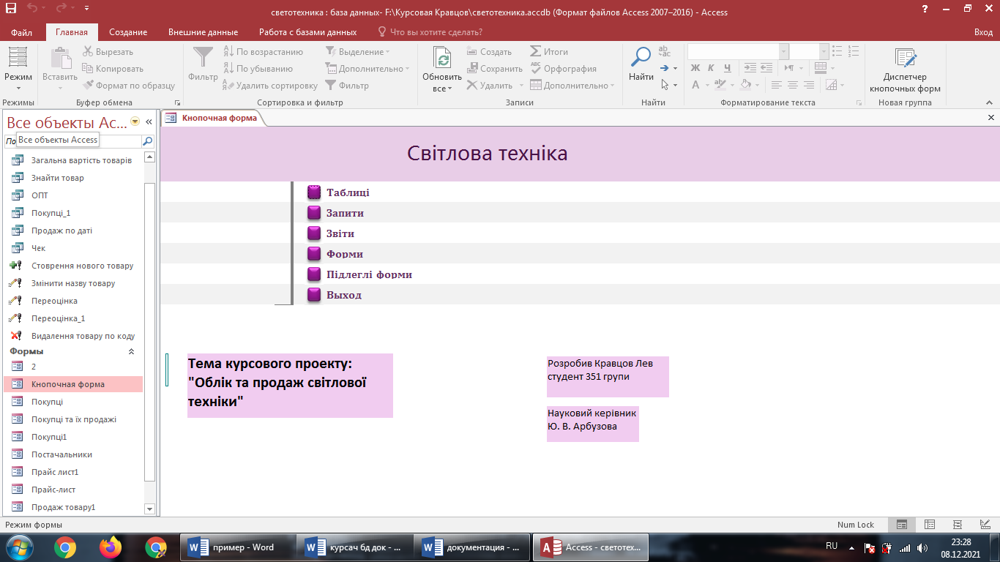 светотехника : база данных- F:\Курсовая Кравцов\светотехника.accdb (Формат файлов Access 2007–2016) - Access
Файл Главная Создание Внешние данные Работа с базами данных Что вы хотите сделать? Вход
Режим
Режимы
Вставить
Вырезать
Копировать
Формат по образцу
Буфер обмена
Фильтр
По возрастанию
По убыванию
Удалить сортировку
Выделение
Дополнительно
Фильтр
Сортировка и фильтр
Обновить
все
Создать
Сохранить
Удалить
Итоги
Орфография
Дополнительно
Записи
Найти
Найти
Ж К Ч
Форматирование текста
Диспетчер
кнопочных форм
Новая группа
Все объекты Ac...
По
Все объекты Access
Загальна вартість товарів
Знайти товар
ОПТ
Покупці_1
Продаж по даті
Чек
Стоврення нового товару
Змінити назву товару
Переоцінка
Переоцінка_1
Видалення товару по коду
Формы
2
Кнопочная форма
Покупці
Покупці та їх продажі
Покупці1
Постачальники
Прайс лист1
Прайс-лист
Продаж товару1
Кнопочная форма
Світлова техніка
Таблиці
Запити
Звіти
Форми
Підлеглі форми
Выход
Тема курсового проекту:
"Облік та продаж світлової
техніки"
Розробив Кравцов Лев
студент 351 групи
Науковий керівник
Ю. В. Арбузова
Режим формы
Num Lock
пример - Word
курсач бд док - ...
документация - ...
Access - светотех...
RU
23:28
08.12.2021